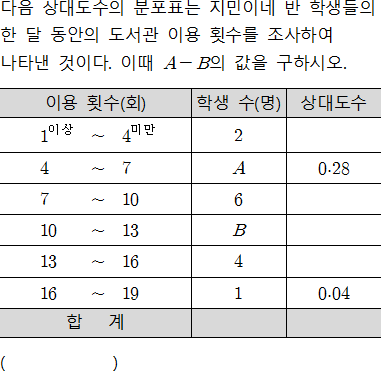 다음 상대도수의 분포표는 지민이네 반 학생들의
한 달 동안의 도서관 이용 횟수를 조사하여
나타낸 것이다. 이때 A－B의 값을 구하시오.
이용 횟수(회) 학생 수(명) 상대도수
1이상 ~ 4미만 2
4 ~ 7 A 0.28
7 ~ 10 6
10 ~ 13 B
13 ~ 16 4
16 ~ 19 1 0.04
합 계
( )